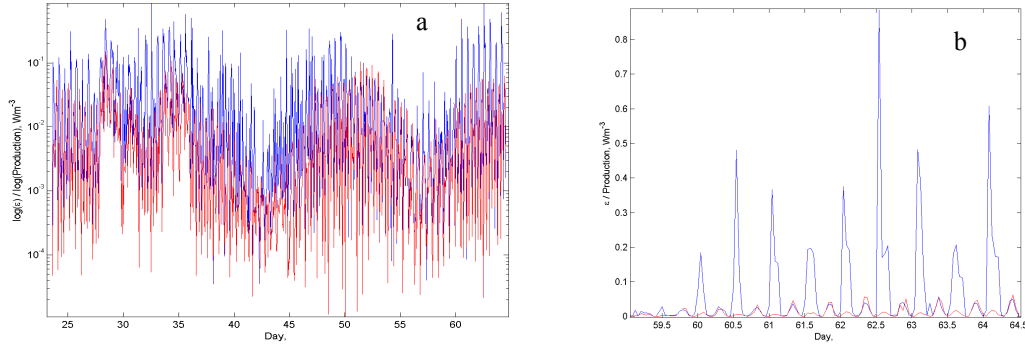 a
10⁻¹
10⁻²
10⁻³
10⁻⁴
log(ε) / log(Production), Wm⁻³
25 30 35 40 45 50 55 60
Day,
b
0.8
0.7
0.6
0.5
0.4
0.3
0.2
0.1
0
ε / Production, Wm⁻³
59.5 60 60.5 61 61.5 62 62.5 63 63.5 64 64.5
Day,